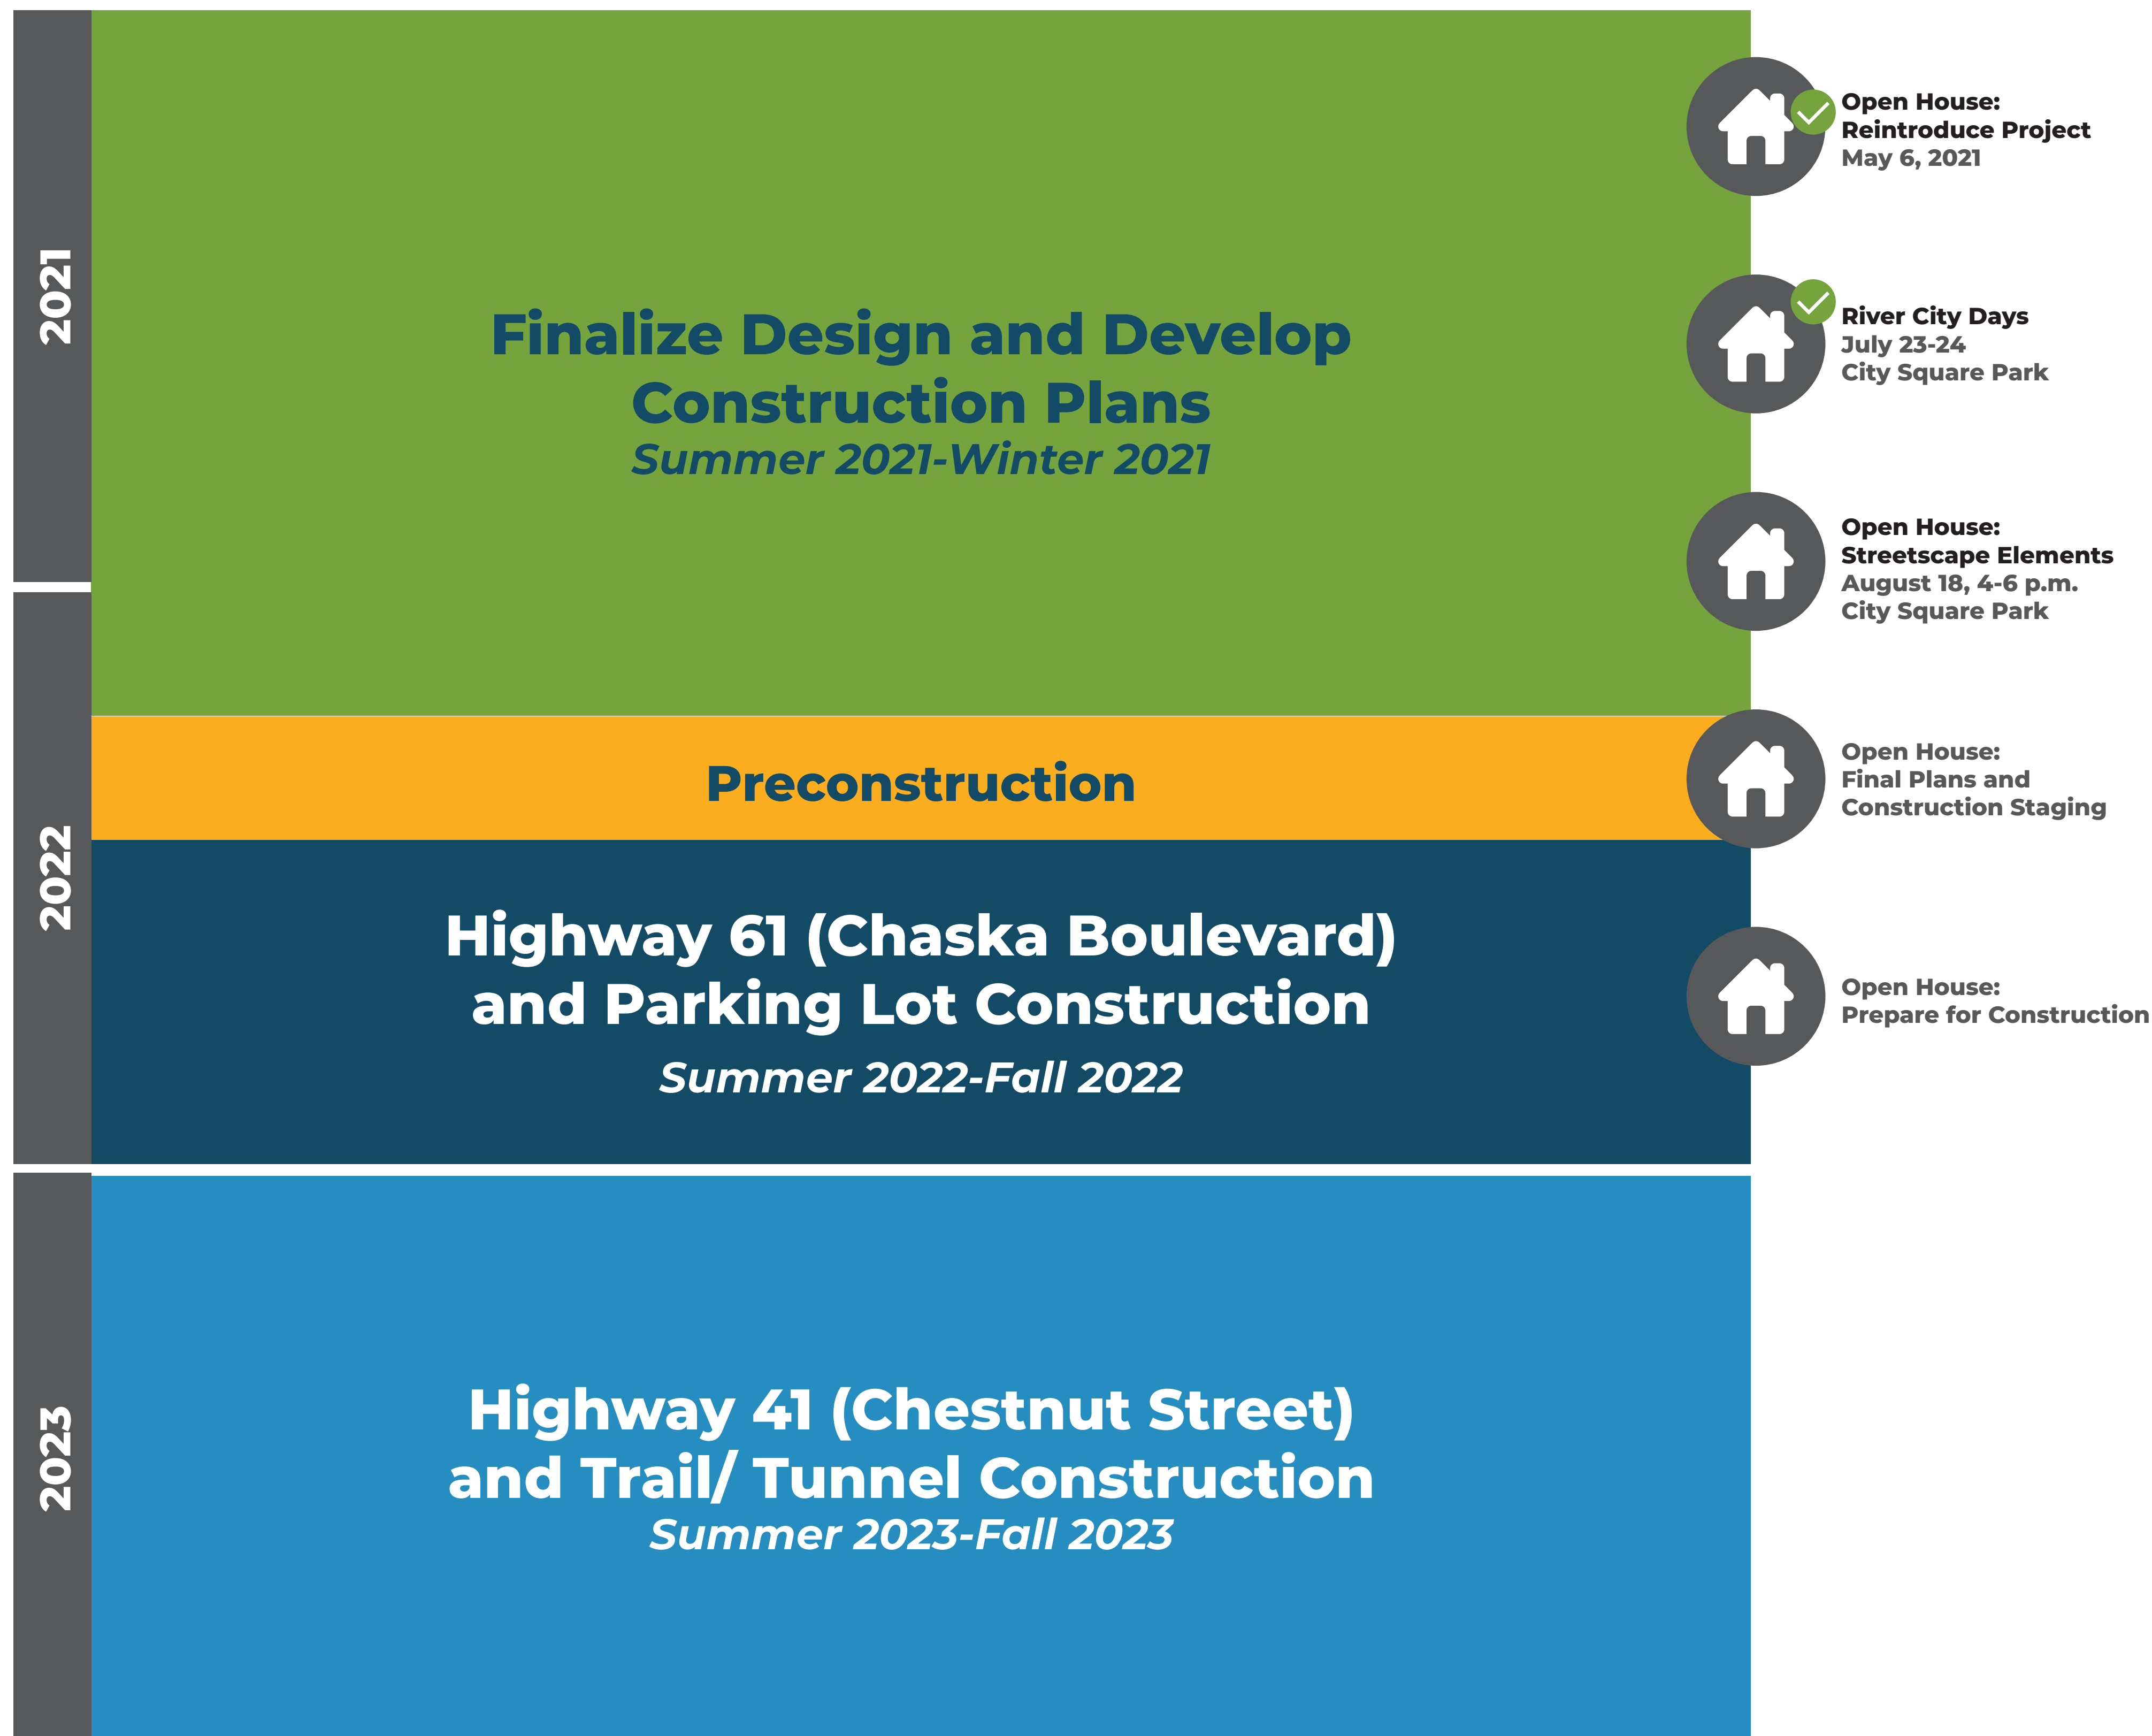 2021
Finalize Design and Develop
Construction Plans
Summer 2021-Winter 2021
Open House:
Reintroduce Project
May 6, 2021
River City Days
July 23-24
City Square Park
Open House:
Streetscape Elements
August 18, 4-6 p.m.
City Square Park
2022
Preconstruction
Open House:
Final Plans and
Construction Staging
Highway 61 (Chaska Boulevard)
and Parking Lot Construction
Summer 2022-Fall 2022
Open House:
Prepare for Construction
2023
Highway 41 (Chestnut Street)
and Trail/ Tunnel Construction
Summer 2023-Fall 2023